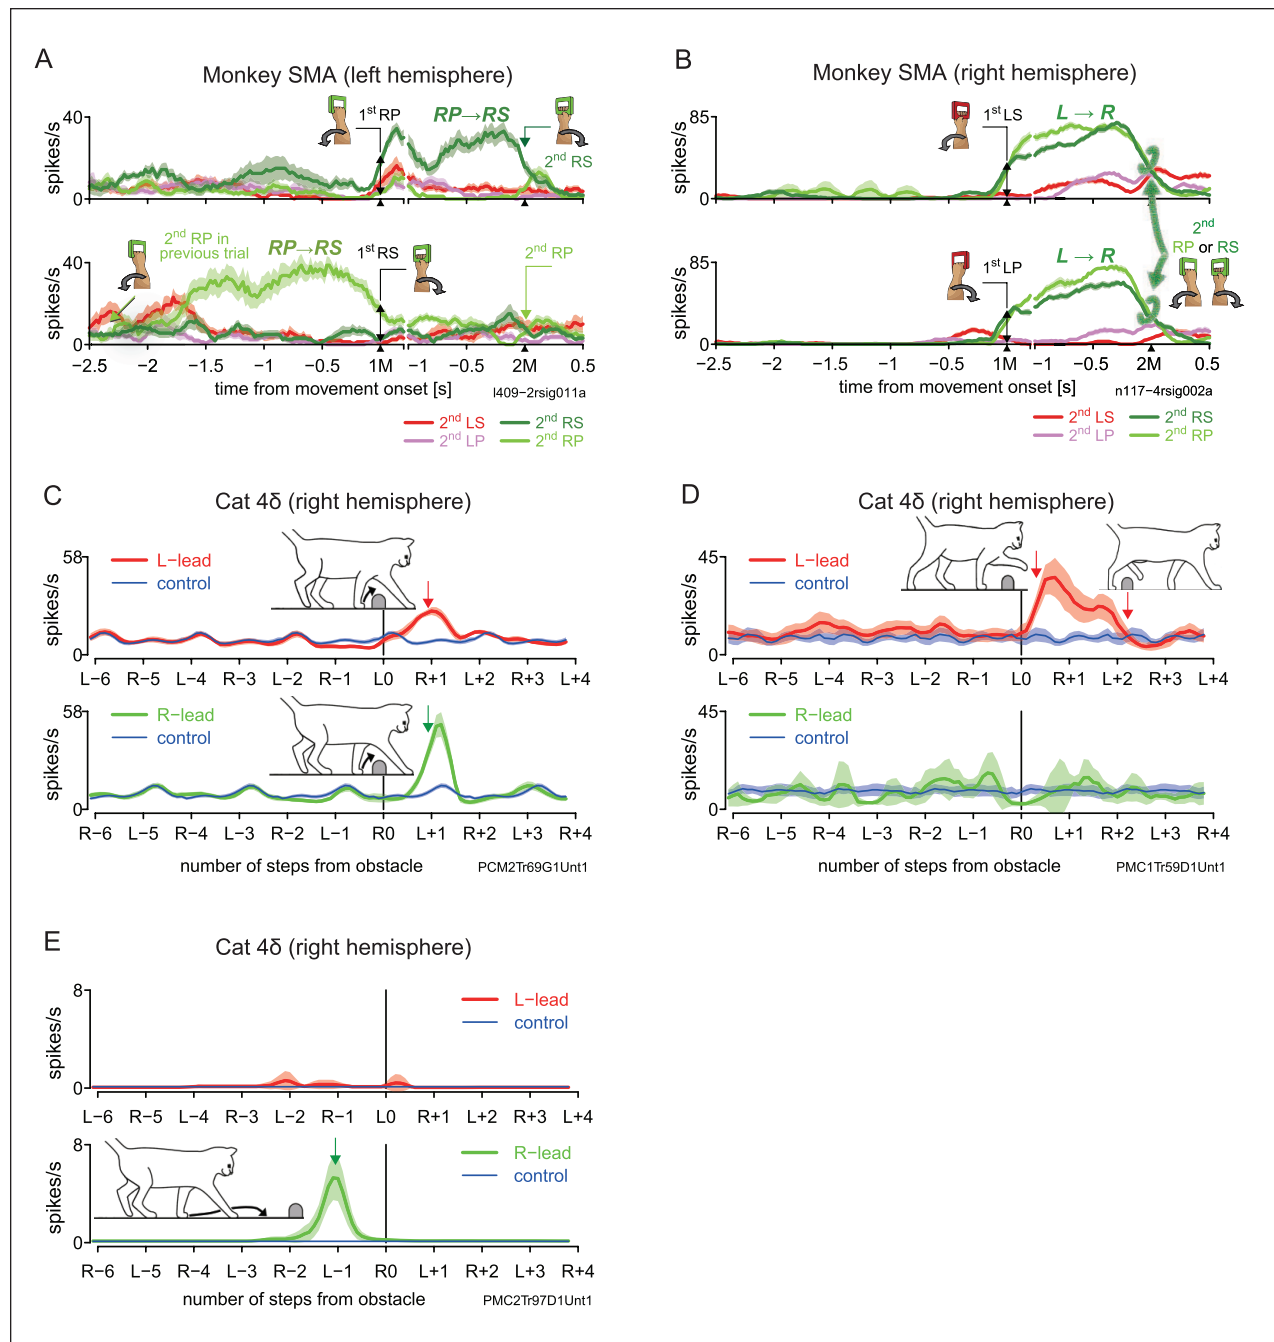 A
Monkey SMA (left hemisphere)
40
0
spikes/s
1st RP
RP→RS
2nd RS
2nd RP in
previous trial
RP→RS
1st RS
2nd RP
40
0
spikes/s
−2.5 −2 −1 −0.5 1M −1 −0.5 2M 0.5
time from movement onset [s]
l409−2rsig011a
2nd LS 2nd RS
2nd LP 2nd RP
B
Monkey SMA (right hemisphere)
85
0
spikes/s
1st LS
L → R
2nd
RP or RS
85
0
spikes/s
1st LP
L → R
−2.5 −2 −1.5 −1 −0.5 1M −1 −0.5 2M 0.5
time from movement onset [s]
n117−4rsig002a
2nd LS 2nd RS
2nd LP 2nd RP
C
Cat 4δ (right hemisphere)
58
0
spikes/s
L−lead
control
L−6 R−5 L−4 R−3 L−2 R−1 L0 R+1 L+2 R+3 L+4
58
0
spikes/s
R−lead
control
R−6 L−5 R−4 L−3 R−2 L−1 R0 L+1 R+2 L+3 R+4
number of steps from obstacle
PCM2Tr69G1Unt1
D
Cat 4δ (right hemisphere)
45
0
spikes/s
L−lead
control
L−6 R−5 L−4 R−3 L−2 R−1 L0 R+1 L+2 R+3 L+4
45
0
spikes/s
R−lead
control
R−6 L−5 R−4 L−3 R−2 L−1 R0 L+1 R+2 L+3 R+4
number of steps from obstacle
PMC1Tr59D1Unt1
E
Cat 4δ (right hemisphere)
8
0
spikes/s
L−lead
control
L−6 R−5 L−4 R−3 L−2 R−1 L0 R+1 L+2 R+3 L+4
8
0
spikes/s
R−lead
control
R−6 L−5 R−4 L−3 R−2 L−1 R0 L+1 R+2 L+3 R+4
number of steps from obstacle
PMC2Tr97D1Unt1